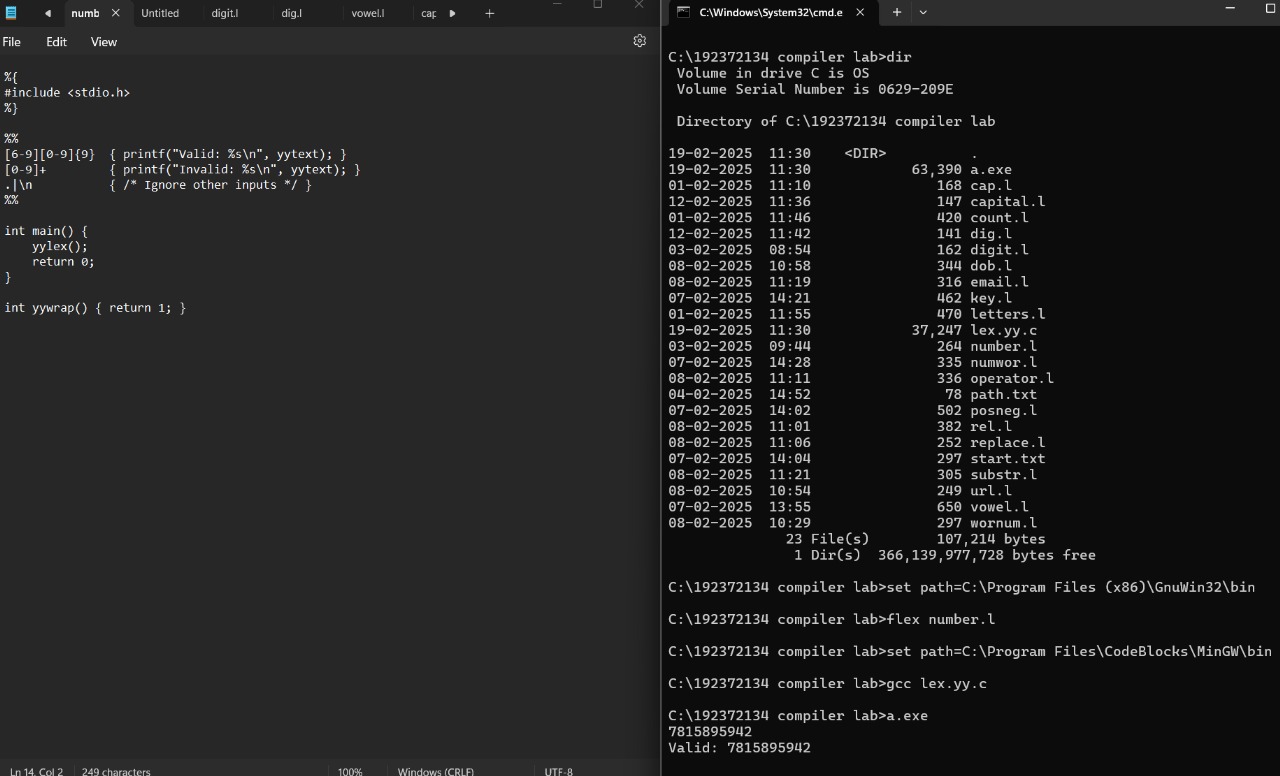 numb
Untitled
digit.l
dig.l
vowel.l
cap
File Edit View
%{
#include <stdio.h>
%}
%%
[6-9][0-9]{9} { printf("Valid: %s\n", yytext); }
[0-9]+ { printf("Invalid: %s\n", yytext); }
.|\n { /* Ignore other inputs */ }
%%
int main() {
yylex();
return 0;
}
int yywrap() { return 1; }
Ln 14, Col 2 249 characters 100% Windows (CRLF) UTF-8
C:\Windows\System32\cmd.e
C:\192372134 compiler lab>dir
Volume in drive C is OS
Volume Serial Number is 0629-209E
Directory of C:\192372134 compiler lab
19-02-2025 11:30 <DIR> .
19-02-2025 11:30 63,390 a.exe
01-02-2025 11:10 168 cap.l
12-02-2025 11:36 147 capital.l
01-02-2025 11:46 420 count.l
12-02-2025 11:42 141 dig.l
03-02-2025 08:54 162 digit.l
08-02-2025 10:58 344 dob.l
08-02-2025 11:19 316 email.l
07-02-2025 14:21 462 key.l
01-02-2025 11:55 470 letters.l
19-02-2025 11:30 37,247 lex.yy.c
03-02-2025 09:44 264 number.l
07-02-2025 14:28 335 numwor.l
08-02-2025 11:11 336 operator.l
04-02-2025 14:52 78 path.txt
07-02-2025 14:02 502 posneg.l
08-02-2025 11:01 382 rel.l
08-02-2025 11:06 252 replace.l
07-02-2025 14:04 297 start.txt
08-02-2025 11:21 305 substr.l
08-02-2025 10:54 249 url.l
07-02-2025 13:55 650 vowel.l
08-02-2025 10:29 297 wornum.l
23 File(s) 107,214 bytes
1 Dir(s) 366,139,977,728 bytes free
C:\192372134 compiler lab>set path=C:\Program Files (x86)\GnuWin32\bin
C:\192372134 compiler lab>flex number.l
C:\192372134 compiler lab>set path=C:\Program Files\CodeBlocks\MinGW\bin
C:\192372134 compiler lab>gcc lex.yy.c
C:\192372134 compiler lab>a.exe
7815895942
Valid: 7815895942